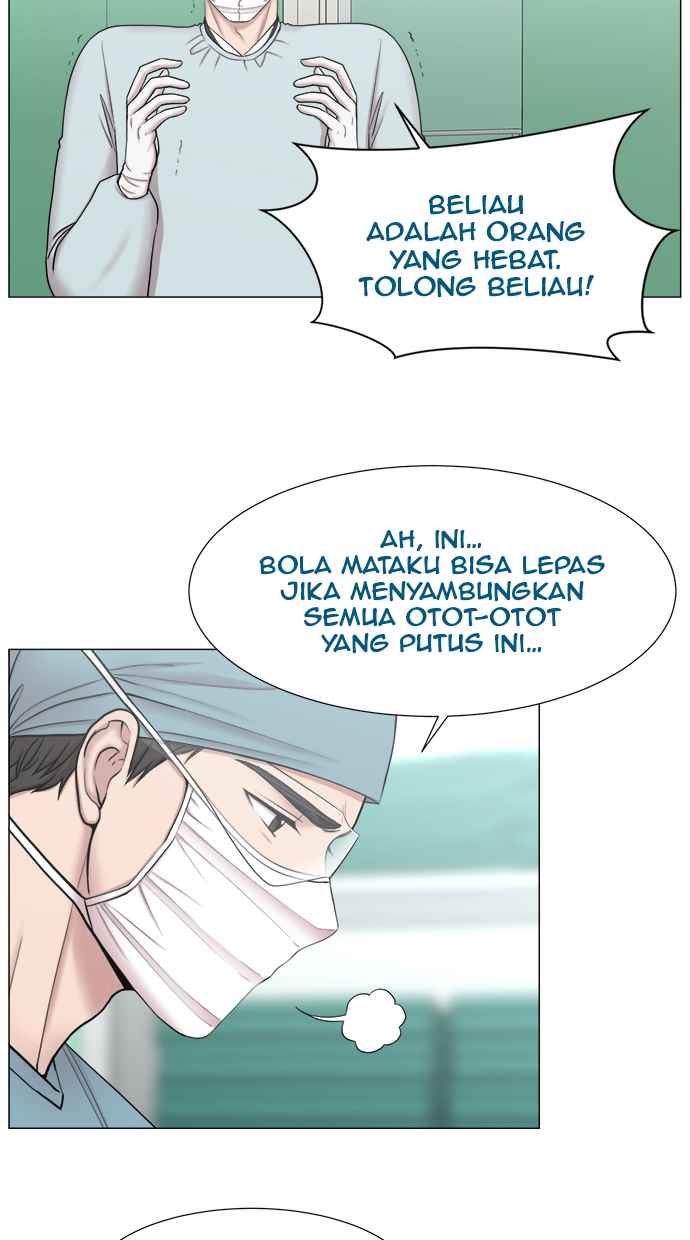 BELIAU
ADALAH ORANG
YANG HEBAT.
TOLONG BELIAU!
AH, INI...
BOLA MATAKU BISA LEPAS
JIKA MENYAMBUNGKAN
SEMUA OTOT-OTOT
YANG PUTUS INI...